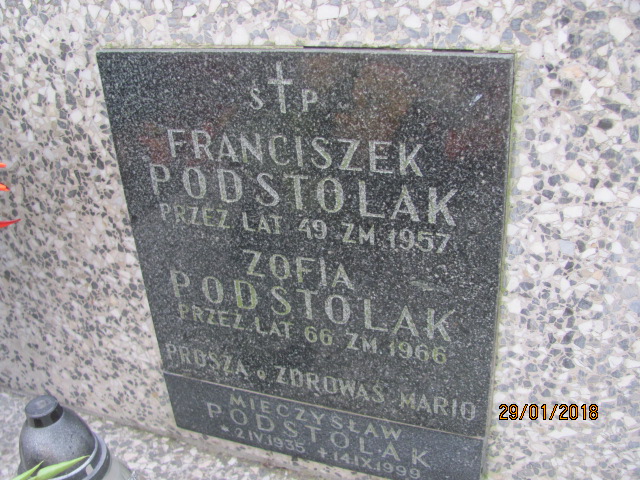 S † P
FRANCISZEK
PODSTOLAK
PRZEŻ. LAT 49 ZM. 1957
ZOFIA
PODSTOLAK
PRZEŻ. LAT 66 ZM. 1966
PROSZĄ o ZDROWAŚ MARIO
MIECZYSŁAW
PODSTOLAK
2.IV.1935 +14.IX.1999
29/01/2018